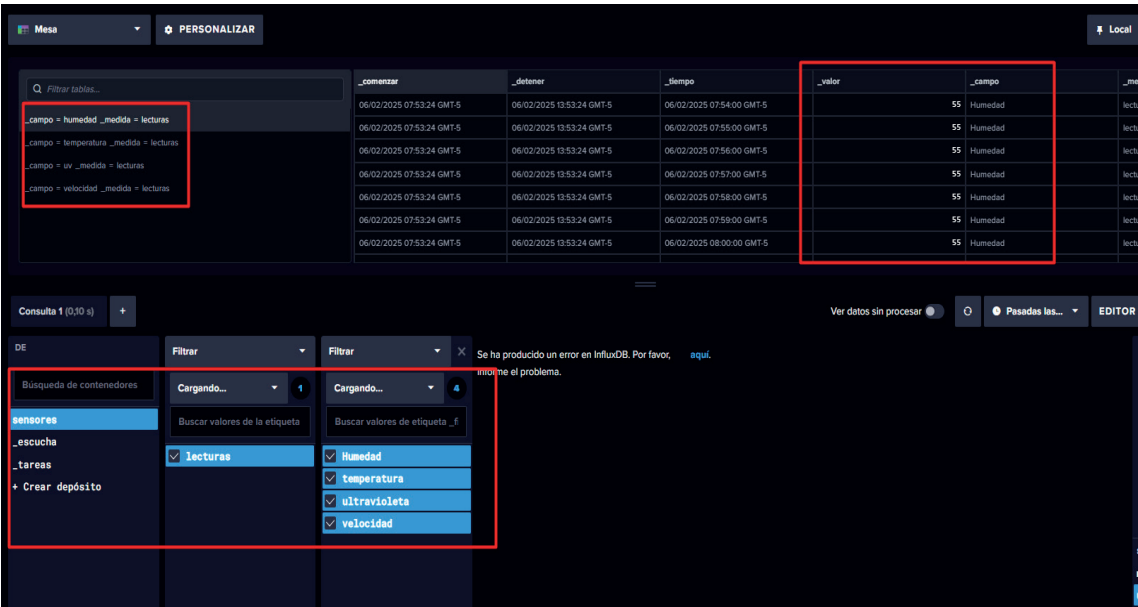 Mesa PERSONALIZAR Local
Filtrar tablas...
_campo = humedad _medida = lecturas
_campo = temperatura _medida = lecturas
_campo = uv _medida = lecturas
_campo = velocidad _medida = lecturas
_comenzar _detener _tiempo _valor _campo _me
06/02/2025 07:53:24 GMT-5 06/02/2025 13:53:24 GMT-5 06/02/2025 07:54:00 GMT-5 55 Humedad lectu
06/02/2025 07:53:24 GMT-5 06/02/2025 13:53:24 GMT-5 06/02/2025 07:55:00 GMT-5 55 Humedad lectu
06/02/2025 07:53:24 GMT-5 06/02/2025 13:53:24 GMT-5 06/02/2025 07:56:00 GMT-5 55 Humedad lectu
06/02/2025 07:53:24 GMT-5 06/02/2025 13:53:24 GMT-5 06/02/2025 07:57:00 GMT-5 55 Humedad lectu
06/02/2025 07:53:24 GMT-5 06/02/2025 13:53:24 GMT-5 06/02/2025 07:58:00 GMT-5 55 Humedad lectu
06/02/2025 07:53:24 GMT-5 06/02/2025 13:53:24 GMT-5 06/02/2025 07:59:00 GMT-5 55 Humedad lectu
06/02/2025 07:53:24 GMT-5 06/02/2025 13:53:24 GMT-5 06/02/2025 08:00:00 GMT-5 55 Humedad lectu
Consulta 1 (0,10 s) + Ver datos sin procesar Pasadas las... EDITOR
DE
Búsqueda de contenedores
sensores
_escucha
_tareas
+ Crear depósito
Filtrar
Cargando... 1
Buscar valores de la etiqueta
lecturas
Filtrar X
Cargando... 4
Buscar valores de etiqueta _fi
Humedad
temperatura
ultravioleta
velocidad
Se ha producido un error en InfluxDB. Por favor, aquí.
informe el problema.